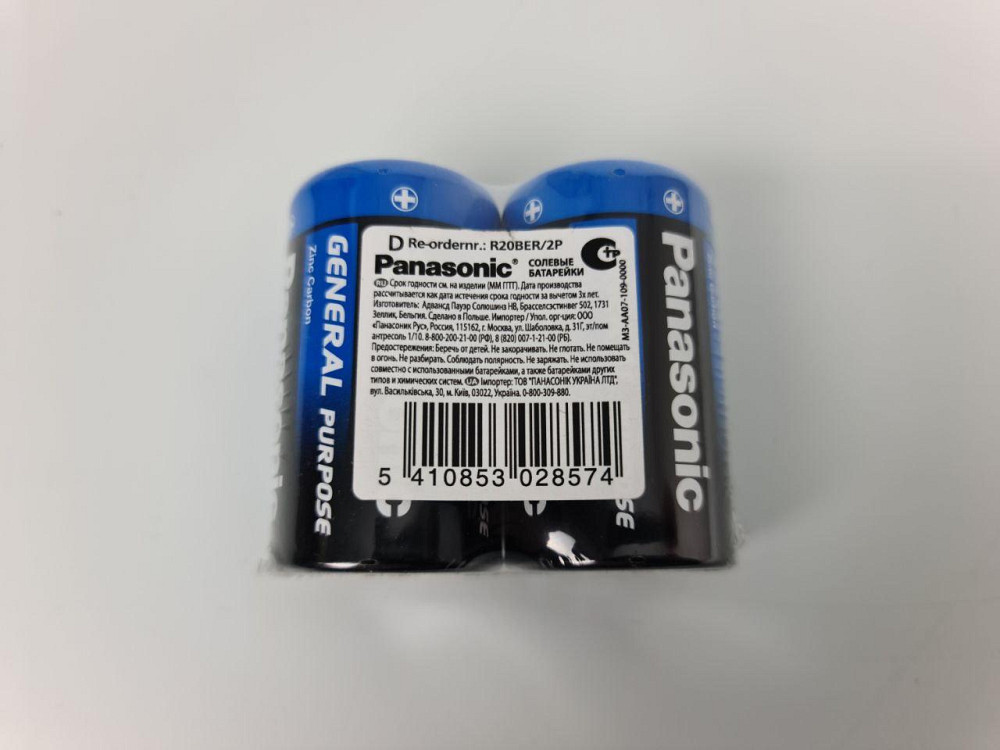 D Re-ordernr.: R20BER/2P
Panasonic®
СОЛЕВЫЕ
БАТАРЕЙКИ
TP
M3-AA07-109-0000
RU Срок годности см. на изделии (ММ ГГГГ). Дата производства
рассчитывается как дата истечения срока годности за вычетом 3х лет.
Изготовитель: Адвансд Пауэр Солюшнз НВ, Брасселсэстинвег 502, 1731
Зеллик, Бельгия. Сделано в Польше. Импортер / Упол. орг-ция: ООО
«Панасоник Рус», Россия, 115162, г. Москва, ул. Шаболовка, д. 31Г, эт/пом
антресоль 1/10. 8-800-200-21-00 (РФ), 8 (820) 007-1-21-00 (РБ).
Предостережения: Беречь от детей. Не закорачивать. Не глотать. Не помещать
в огонь. Не разбирать. Соблюдать полярность. Не заряжать. Не использовать
совместно с использованными батарейками, а также батарейками других
типов и химических систем. UA Імпортер: ТОВ "ПАНАСОНІК УКРАЇНА ЛТД",
вул. Васильківська, 30, м. Київ, 03022, Україна. 0-800-309-880.
5 410853 028574
GENERAL PURPOSE
Zinc Carbon
Panasonic